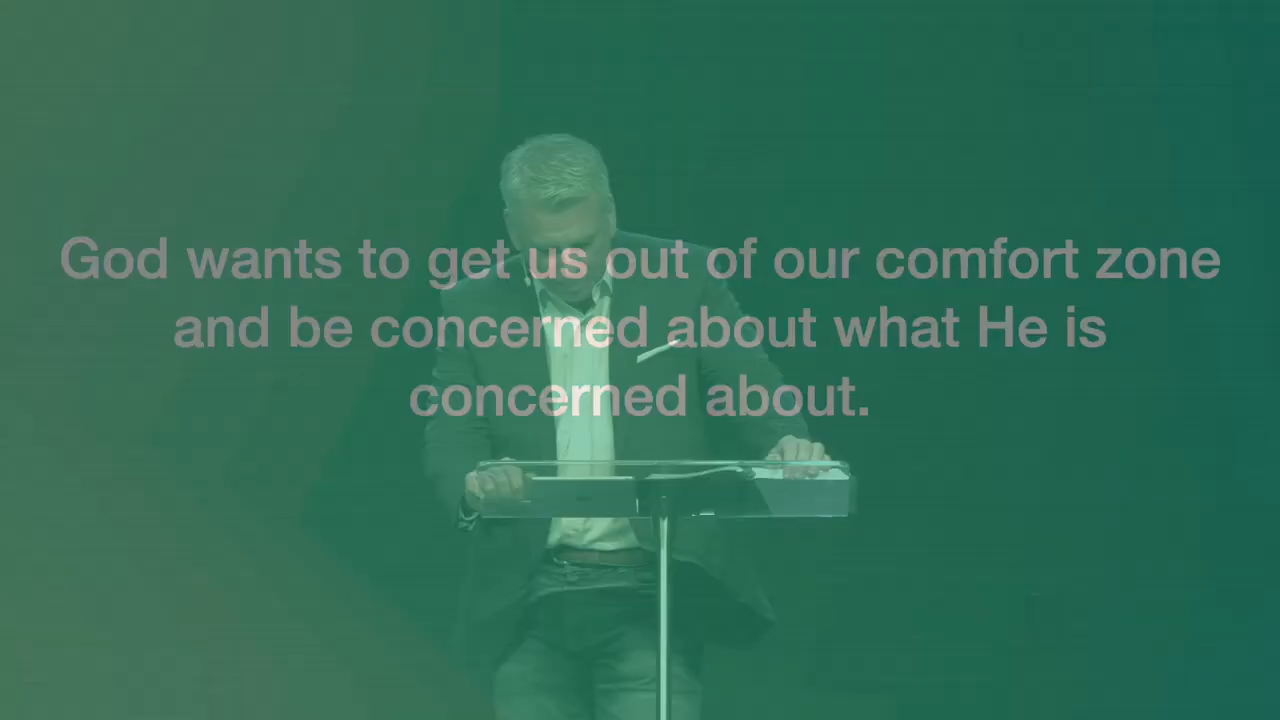 God wants to get us out of our comfort zone
and be concerned about what He is
concerned about.